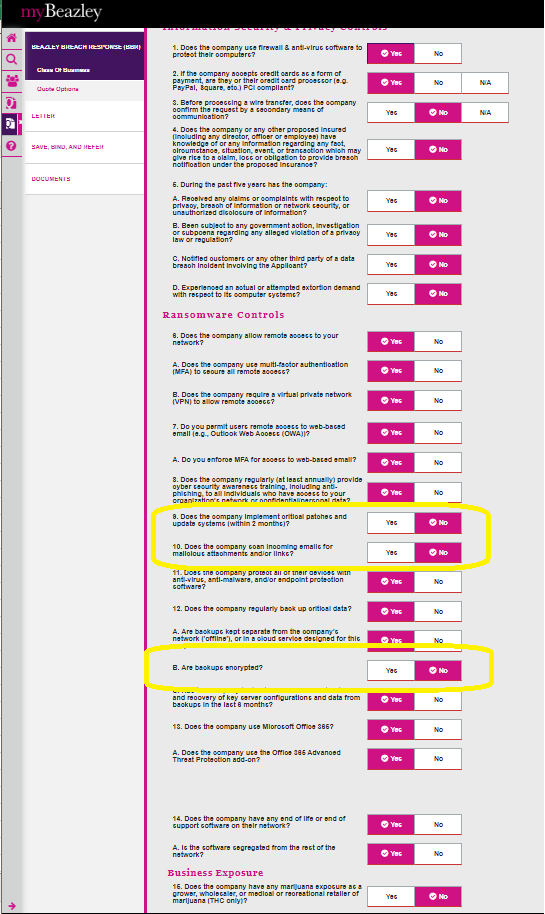 myBeazley
Information Security & Privacy Controls
BEAZLEY BREACH RESPONSE (BBR)
Class Of Business
Quote Options
LETTER
SAVE, BIND, AND REFER
DOCUMENTS
1. Does the company use firewall & anti-virus software to
protect their computers?
Yes No
2. If the company accepts credit cards as a form of
payment, are they or their credit card processor (e.g.
PayPal, Square, etc.) PCI compliant?
Yes No N/A
3. Before processing a wire transfer, does the company
confirm the request by a secondary means of
communication?
Yes No N/A
4. Does the company or any other proposed insured
(including any director, officer or employee) have
knowledge of or any information regarding any fact,
circumstance, situation, event, or transaction which may
give rise to a claim, loss or obligation to provide breach
notification under the proposed insurance?
Yes No
5. During the past five years has the company:
A. Received any claims or complaints with respect to
privacy, breach of information or network security, or
unauthorized disclosure of information?
Yes No
B. Been subject to any government action, investigation
or subpoena regarding any alleged violation of a privacy
law or regulation?
Yes No
C. Notified customers or any other third party of a data
breach incident involving the Applicant?
Yes No
D. Experienced an actual or attempted extortion demand
with respect to its computer systems?
Yes No
Ransomware Controls
6. Does the company allow remote access to your
network?
Yes No
A. Does the company use multi-factor authentication
(MFA) to secure all remote access?
Yes No
B. Does the company require a virtual private network
(VPN) to allow remote access?
Yes No
7. Do you permit users remote access to web-based
email (e.g., Outlook Web Access (OWA))?
Yes No
A. Do you enforce MFA for access to web-based email?
Yes No
8. Does the company regularly (at least annually) provide
cyber security awareness training, including anti-
phishing, to all individuals who have access to your
organization's network or confidential/personal data?
Yes No
9. Does the company implement critical patches and
update systems (within 2 months)?
Yes No
10. Does the company scan incoming emails for
malicious attachments and/or links?
Yes No
11. Does the company protect all of their devices with
anti-virus, anti-malware, and/or endpoint protection
software?
Yes No
12. Does the company regularly back up critical data?
Yes No
A. Are backups kept separate from the company's
network ('offline'), or in a cloud service designed for this
Yes No
B. Are backups encrypted?
Yes No
and recovery of key server configurations and data from
backups in the last 6 months?
Yes No
13. Does the company use Microsoft Office 365?
Yes No
A. Does the company use the Office 365 Advanced
Threat Protection add-on?
Yes No
14. Does the company have any end of life or end of
support software on their network?
Yes No
A. Is the software segregated from the rest of the
network?
Yes No
Business Exposure
15. Does the company have any marijuana exposure as a
grower, wholesaler, or medical or recreational retailer of
marijuana (THC only)?
Yes No